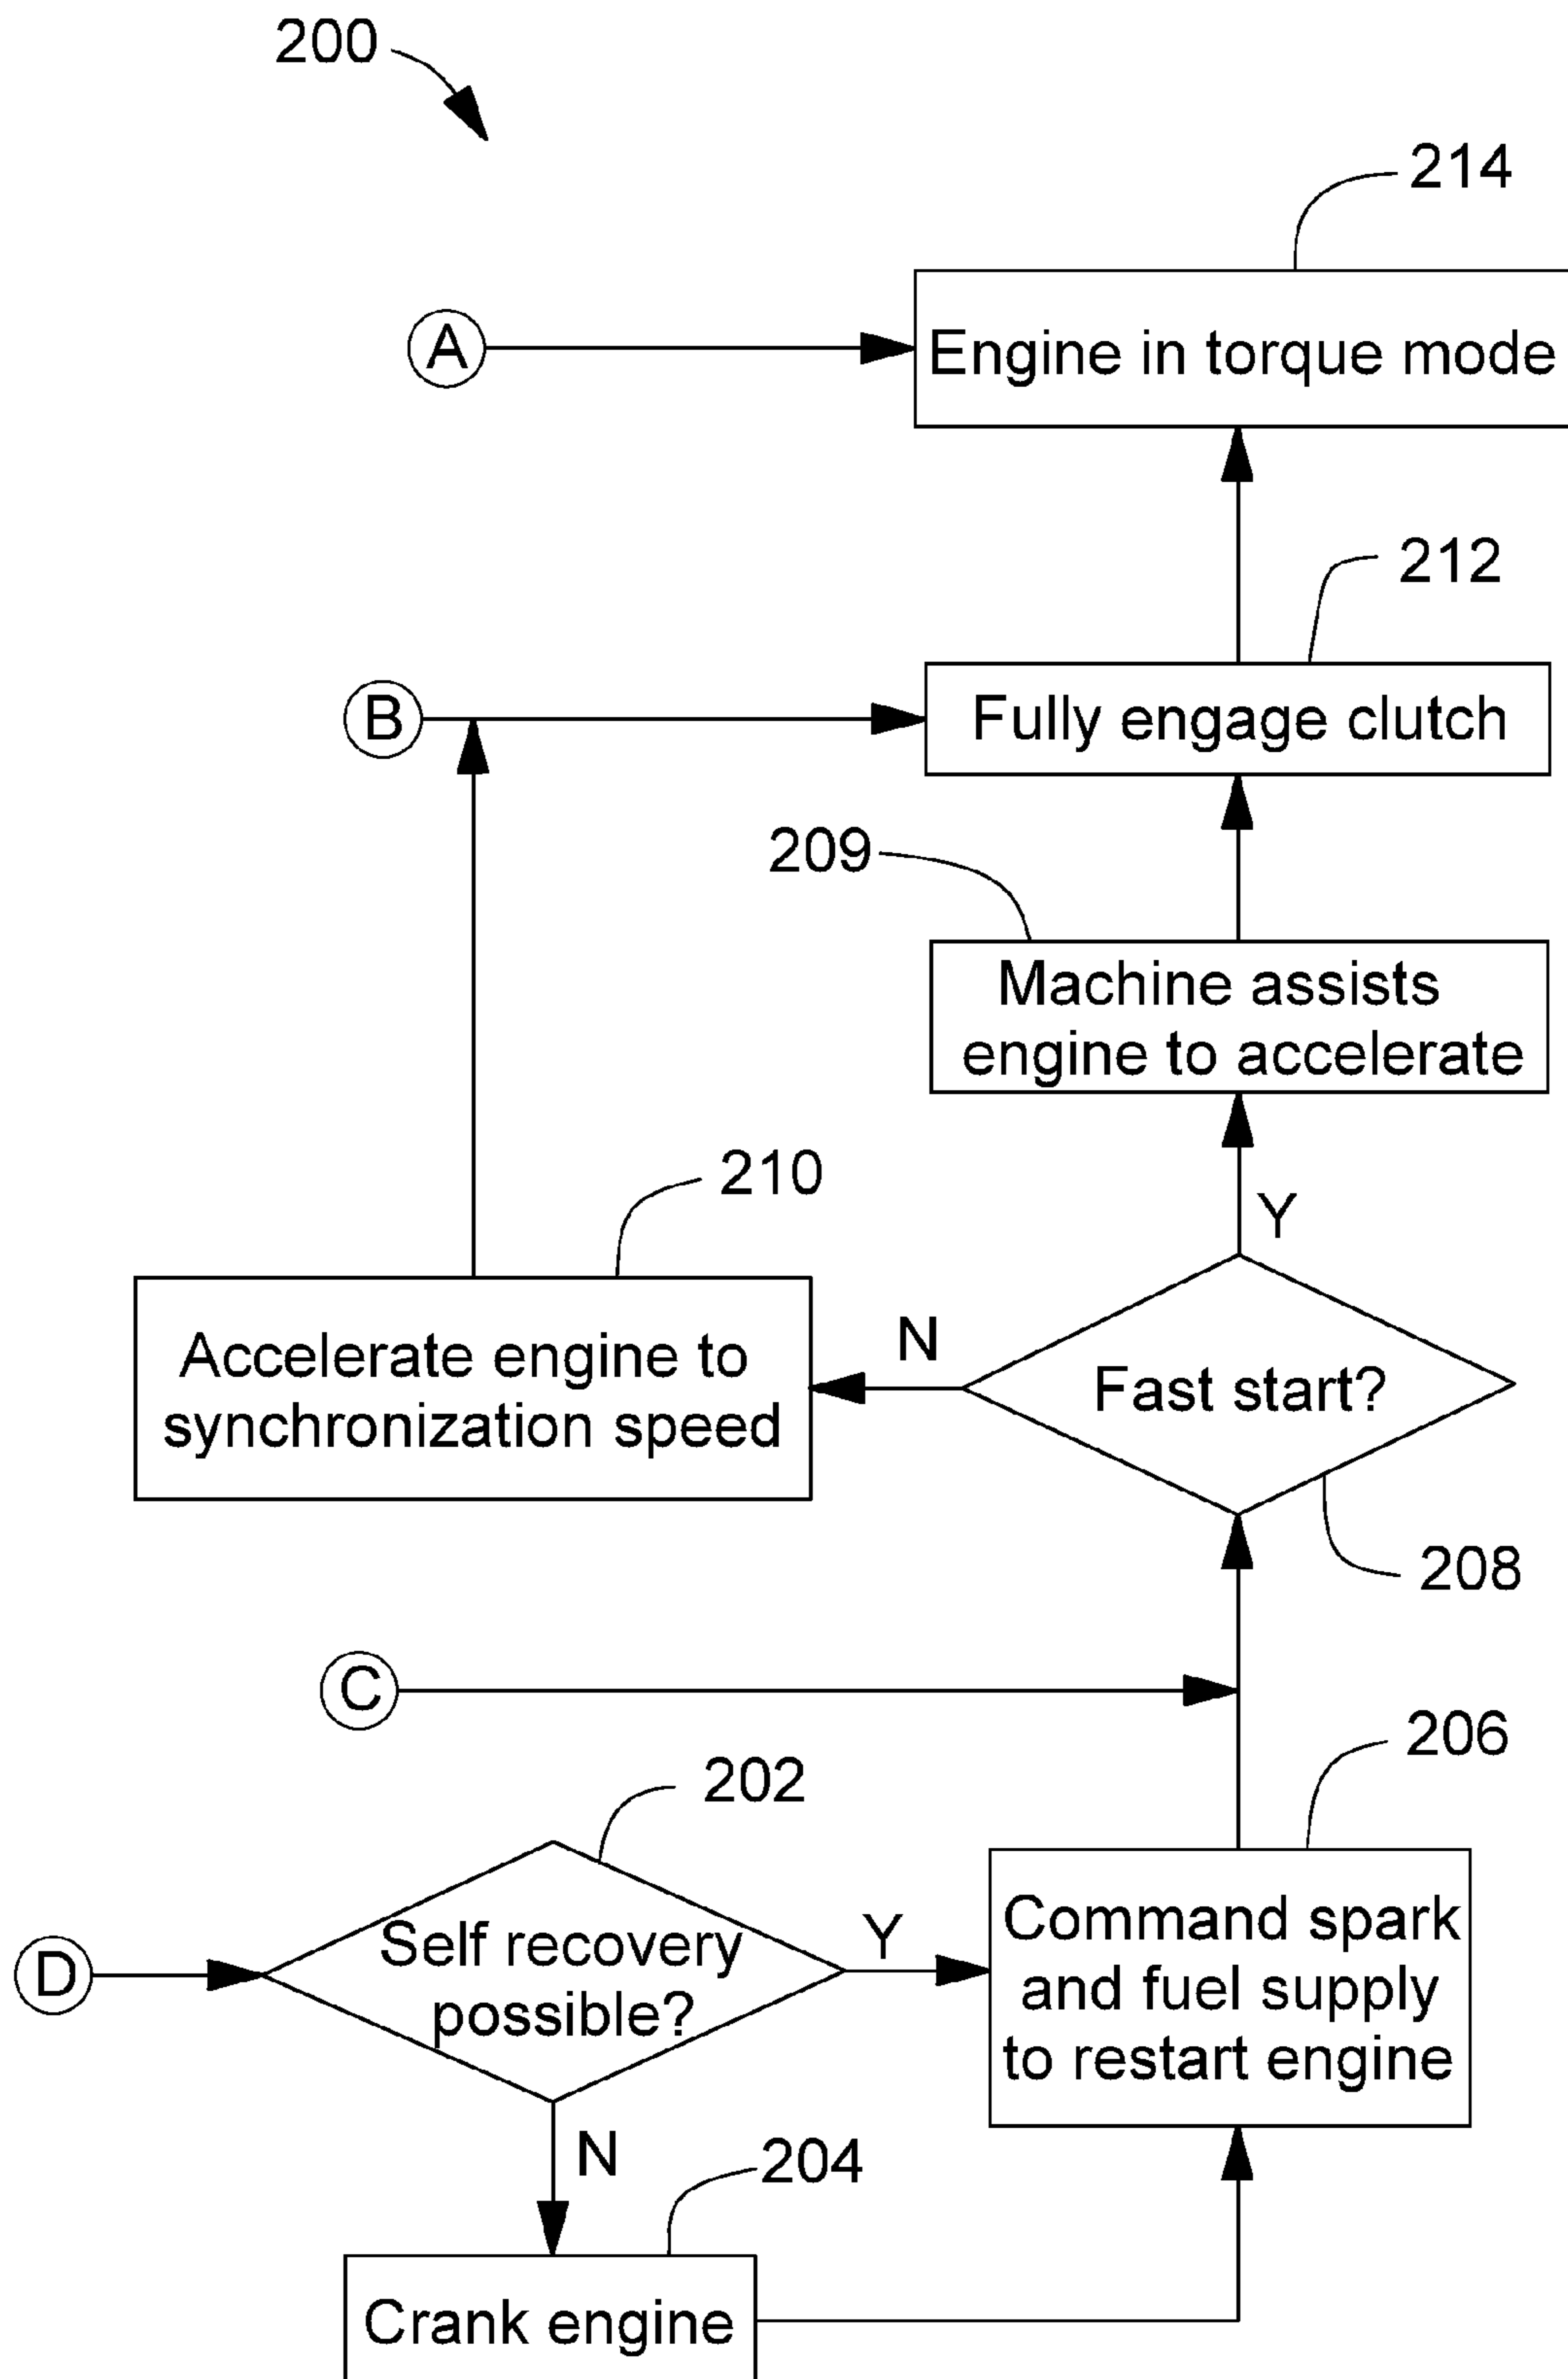 200
214
A
Engine in torque mode
212
B
Fully engage clutch
209
Machine assists
engine to accelerate
210
Y
N
Accelerate engine to
synchronization speed
Fast start?
208
C
206
202
Command spark
and fuel supply
to restart engine
Y
D
Self recovery
possible?
N
204
Crank engine